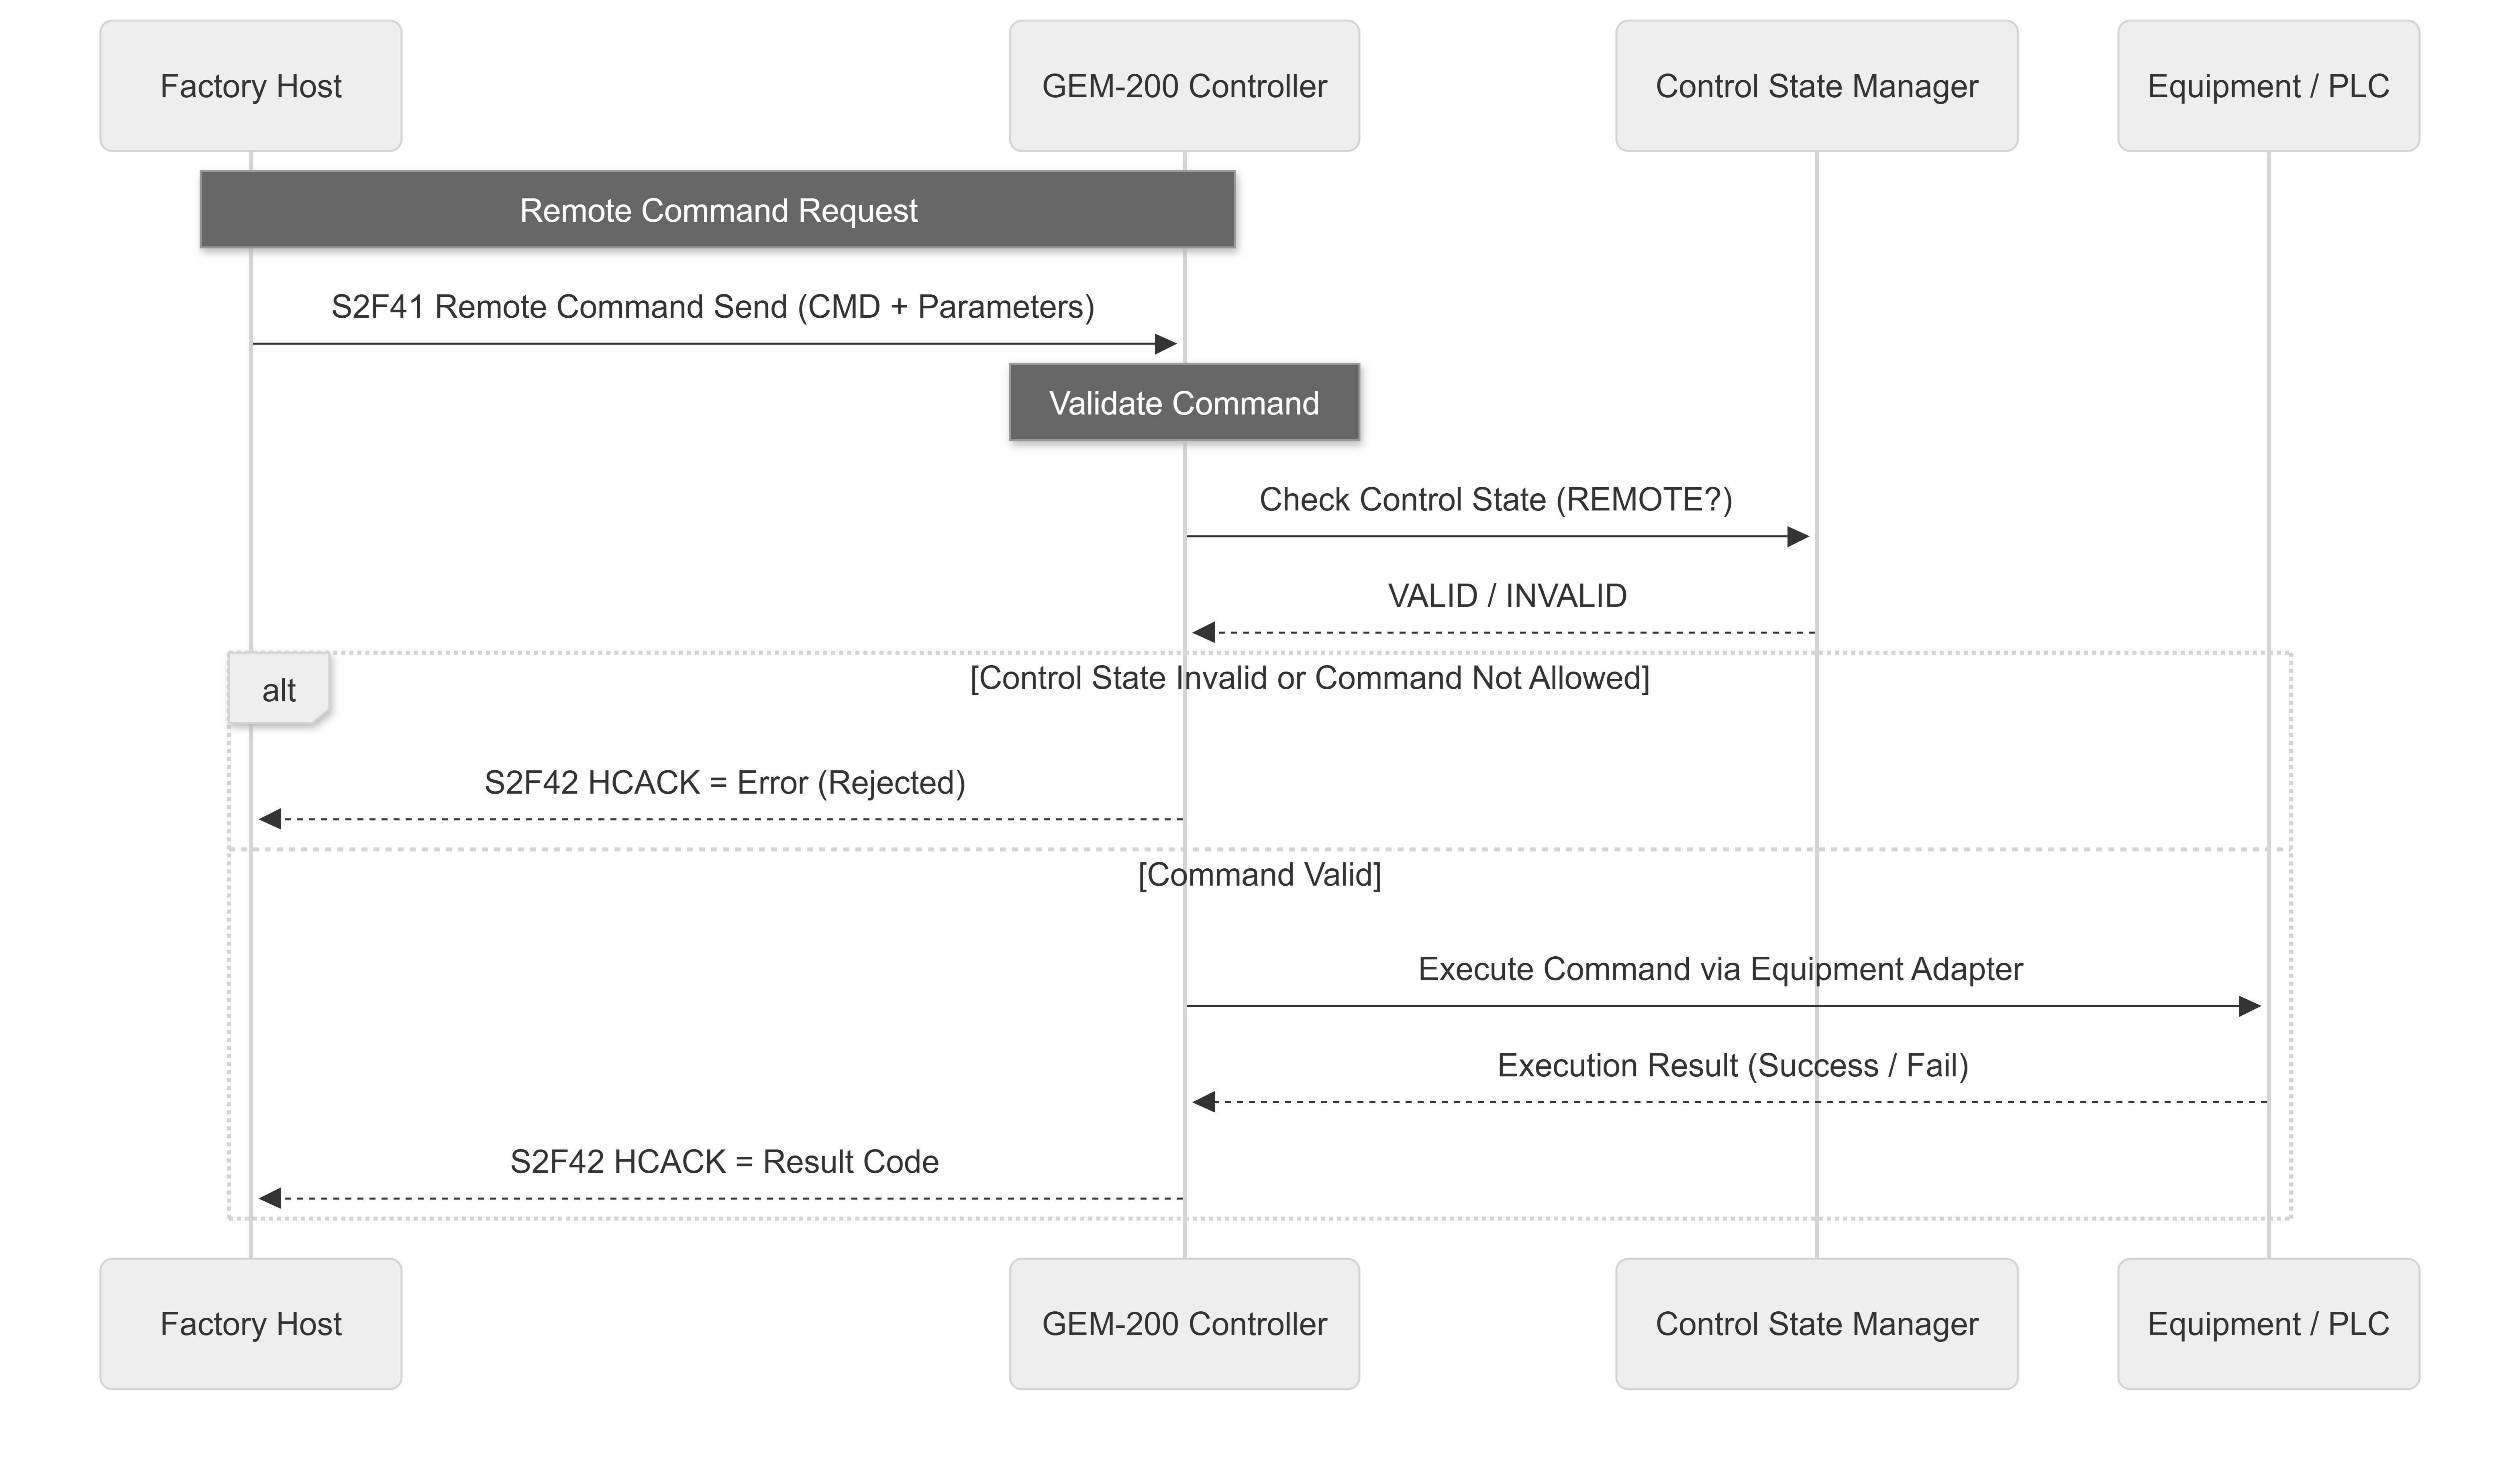 Factory Host
GEM-200 Controller
Control State Manager
Equipment / PLC
Remote Command Request
S2F41 Remote Command Send (CMD + Parameters)
Validate Command
Check Control State (REMOTE?)
VALID / INVALID
alt
[Control State Invalid or Command Not Allowed]
S2F42 HCACK = Error (Rejected)
[Command Valid]
Execute Command via Equipment Adapter
Execution Result (Success / Fail)
S2F42 HCACK = Result Code
Factory Host
GEM-200 Controller
Control State Manager
Equipment / PLC